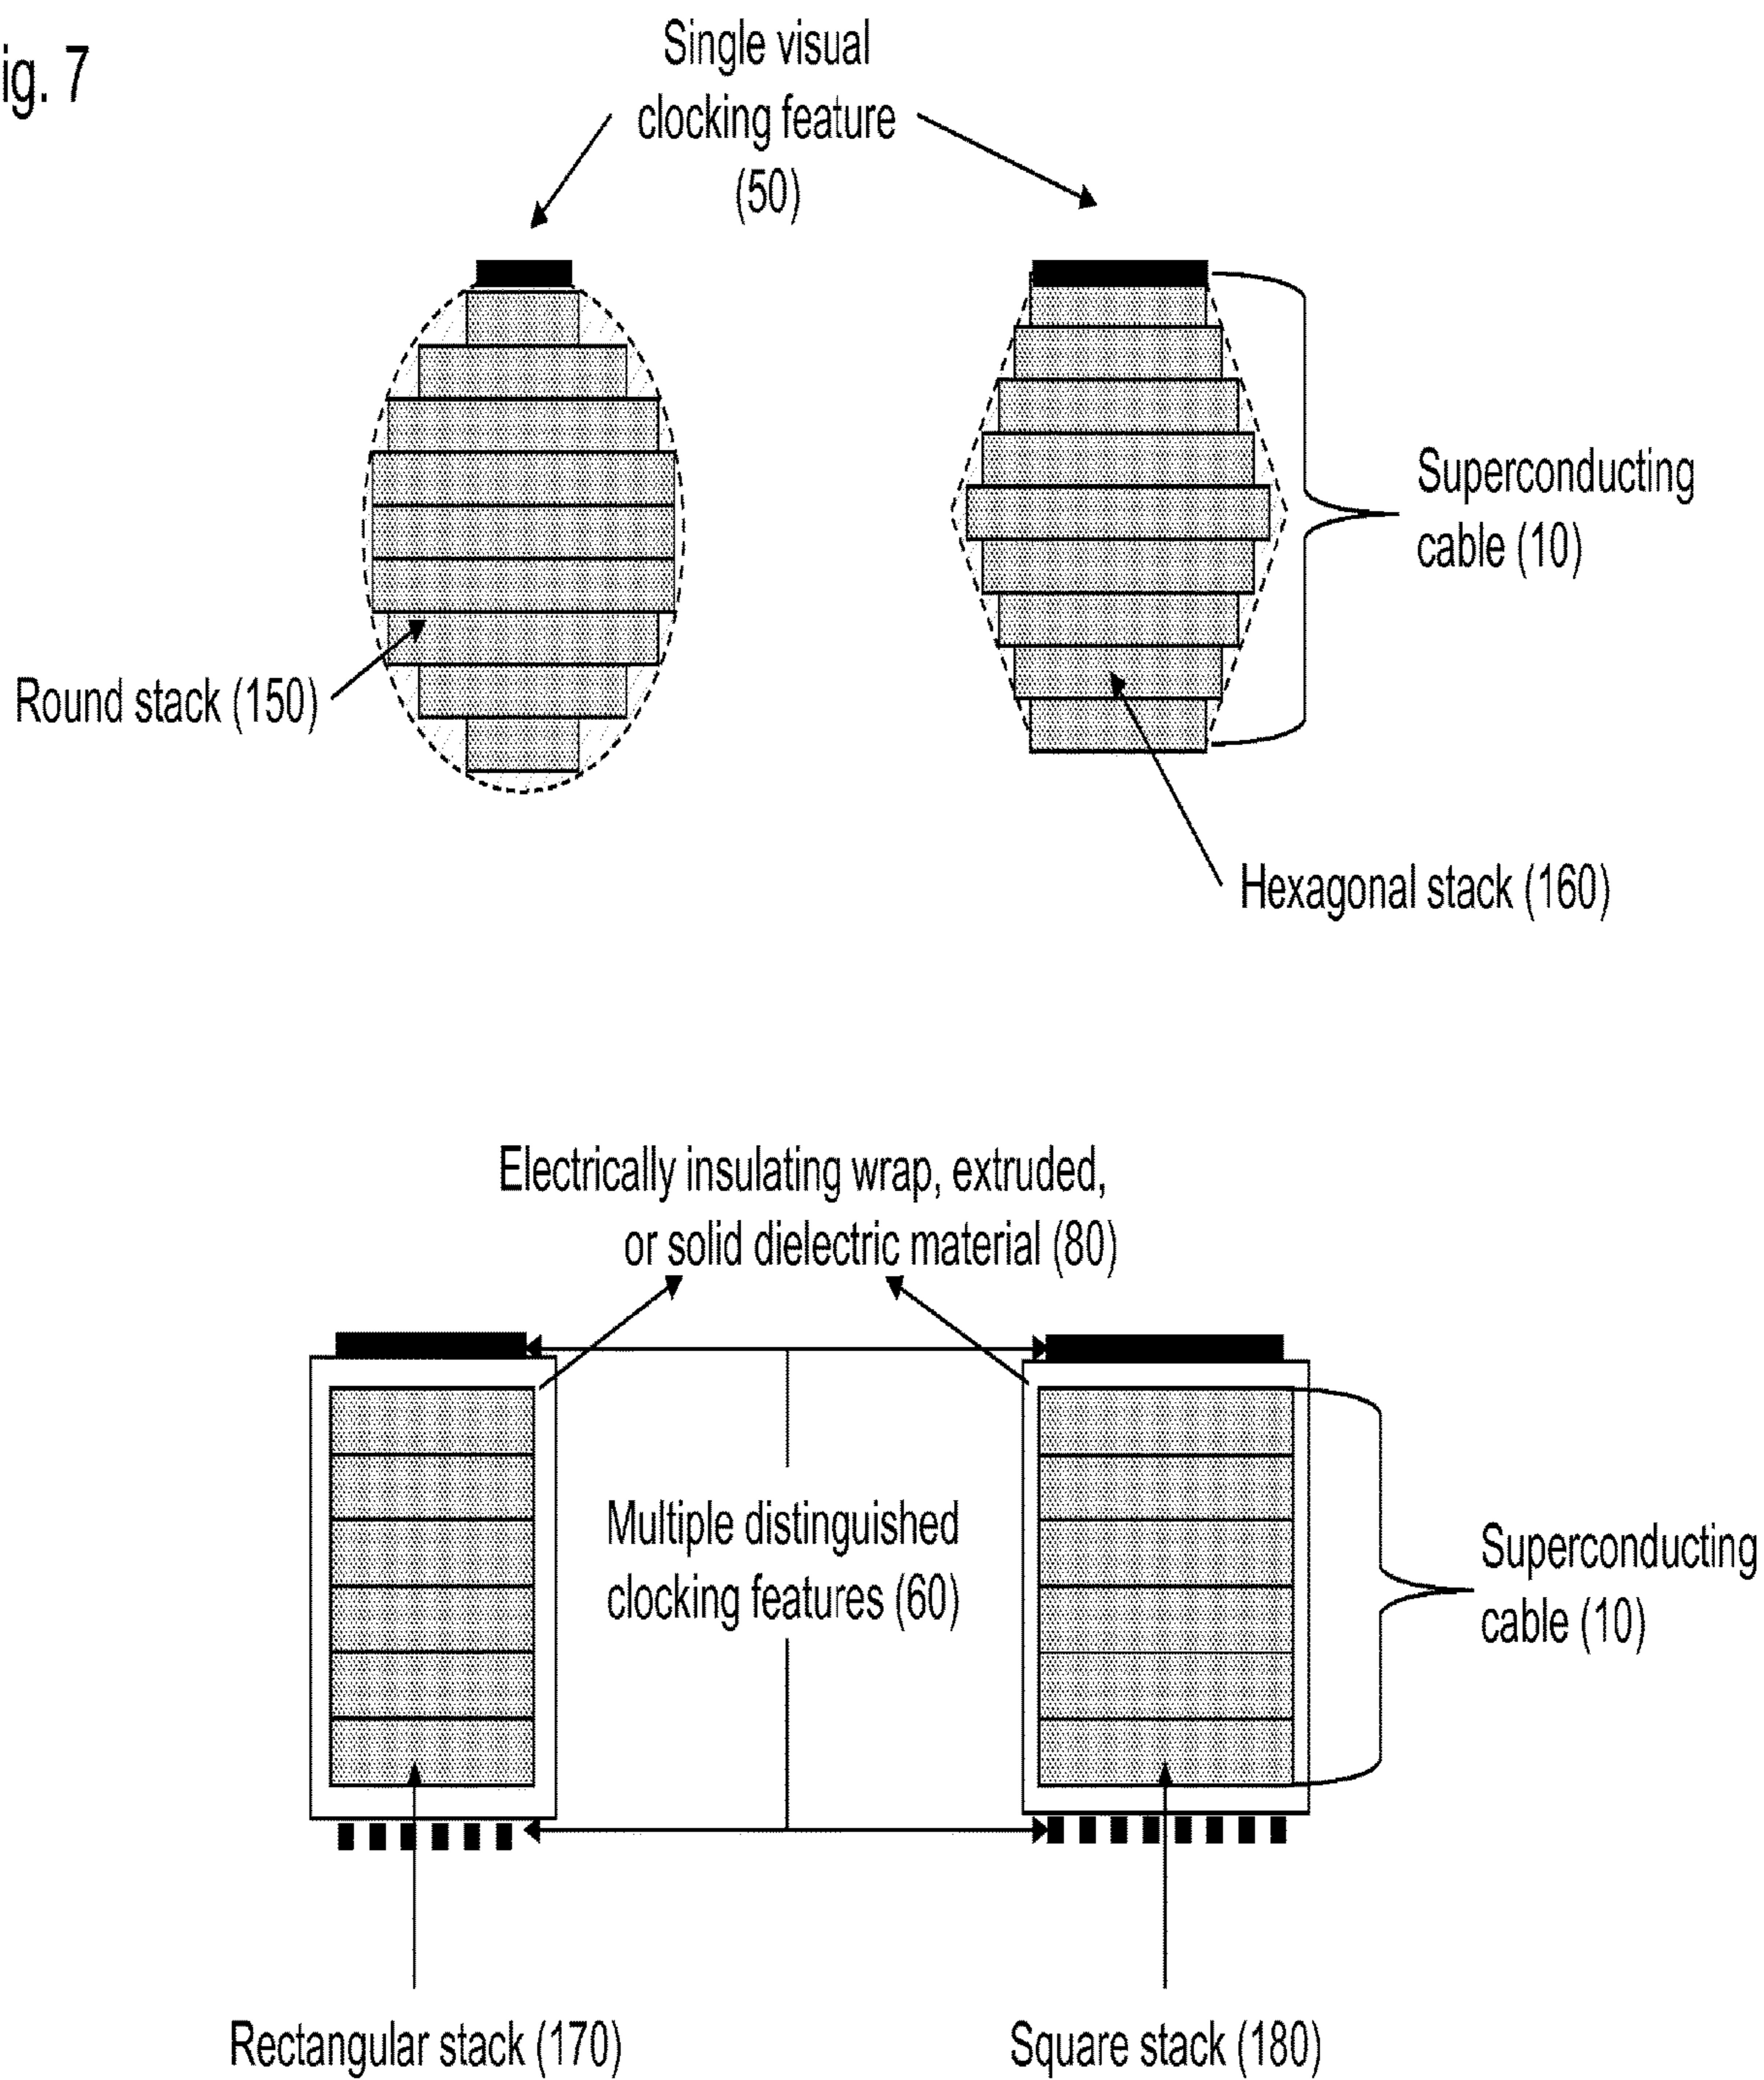 ig. 7
Single visual
clocking feature
(50)
Superconducting
cable (10)
Round stack (150)
Hexagonal stack (160)
Electrically insulating wrap, extruded,
or solid dielectric material (80)
Multiple distinguished
clocking features (60)
Superconducting
cable (10)
Rectangular stack (170)
Square stack (180)